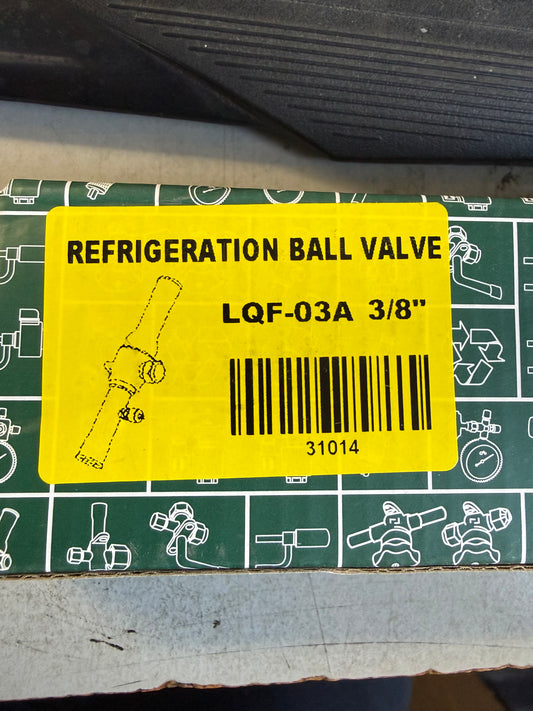 REFRIGERATION BALL VALVE
LQF-03A 3/8"
31014